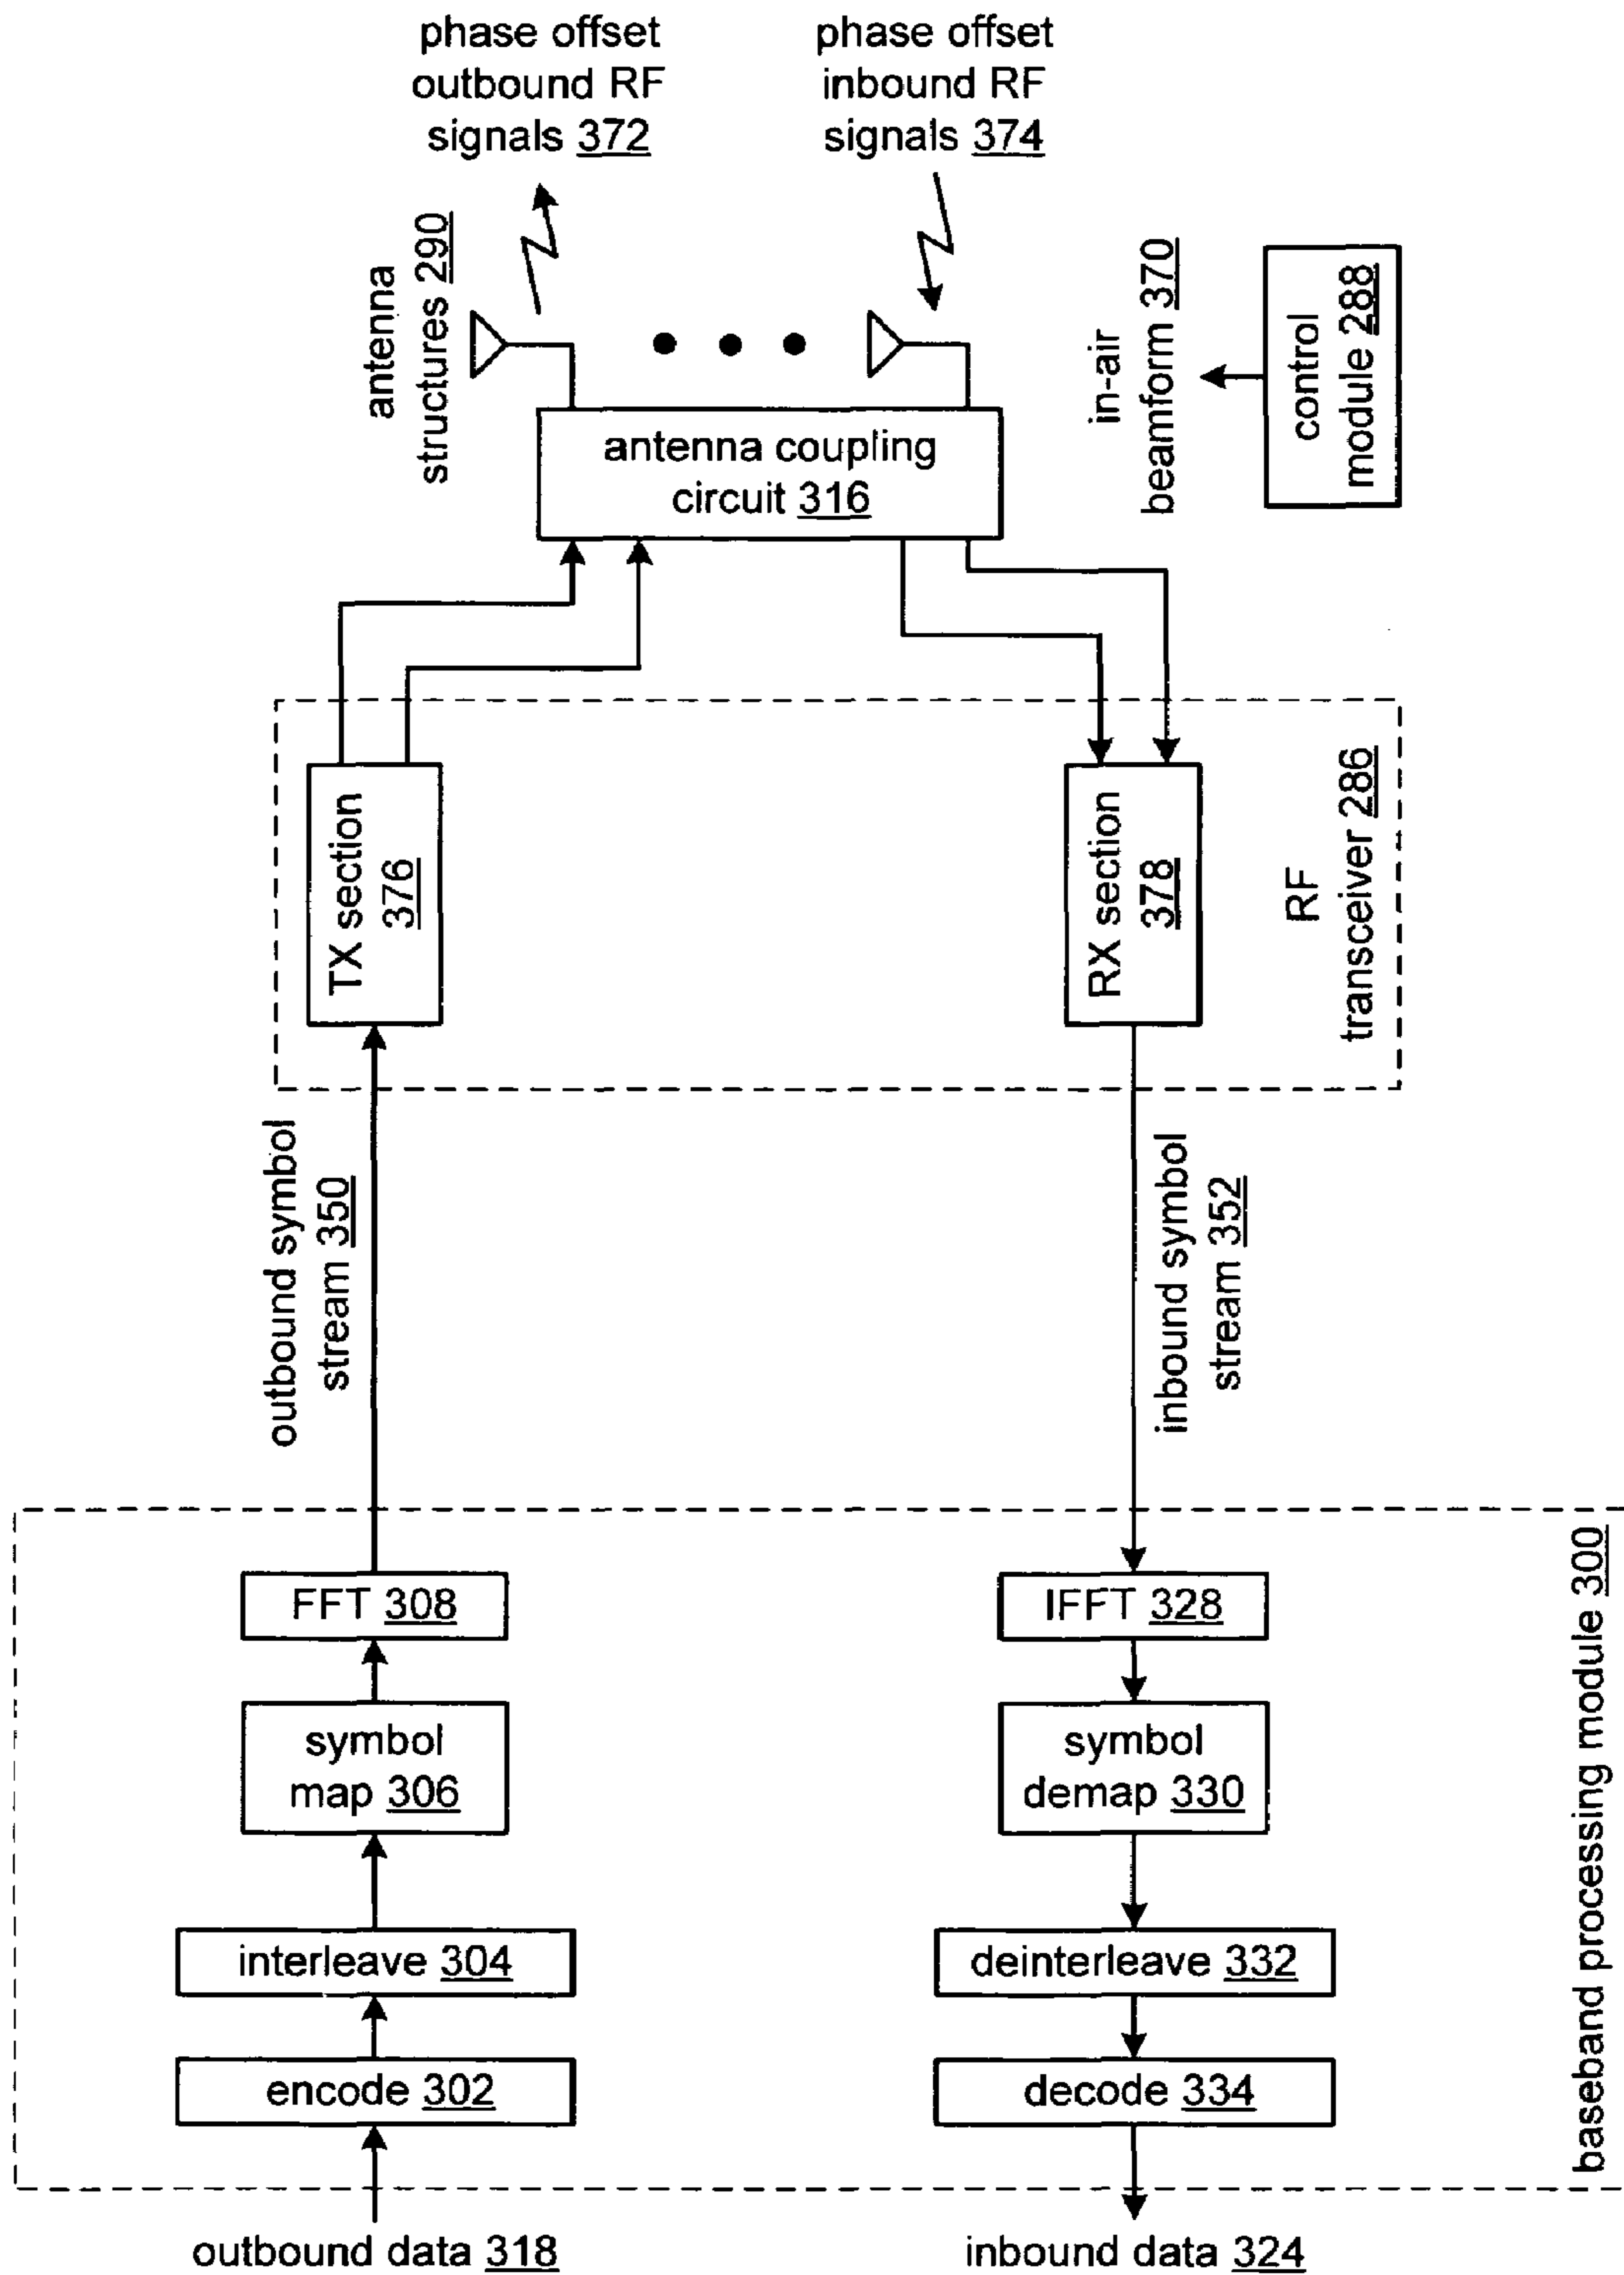 phase offset
outbound RF
signals 372
phase offset
inbound RF
signals 374
antenna
structures 290
in-air
beamform 370
control
module 288
antenna coupling
circuit 316
TX section
376
RX section
378
RF
transceiver 286
outbound symbol
stream 350
inbound symbol
stream 352
FFT 308
IFFT 328
symbol
map 306
symbol
demap 330
interleave 304
deinterleave 332
encode 302
decode 334
baseband processing module 300
outbound data 318
inbound data 324